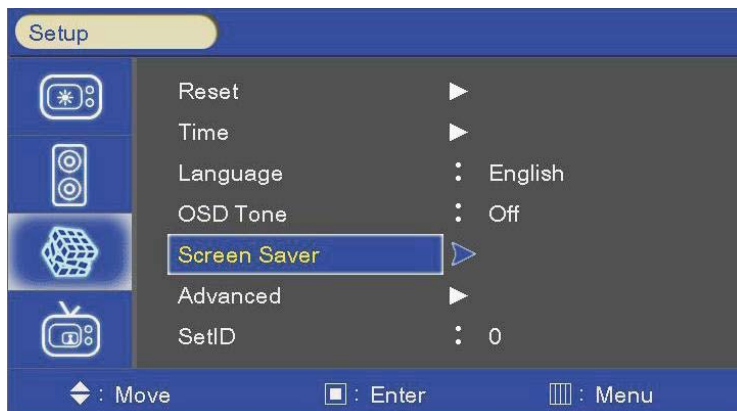 Setup
Reset
Time
Language : English
OSD Tone : Off
Screen Saver
Advanced
SetID : 0
: Move : Enter : Menu